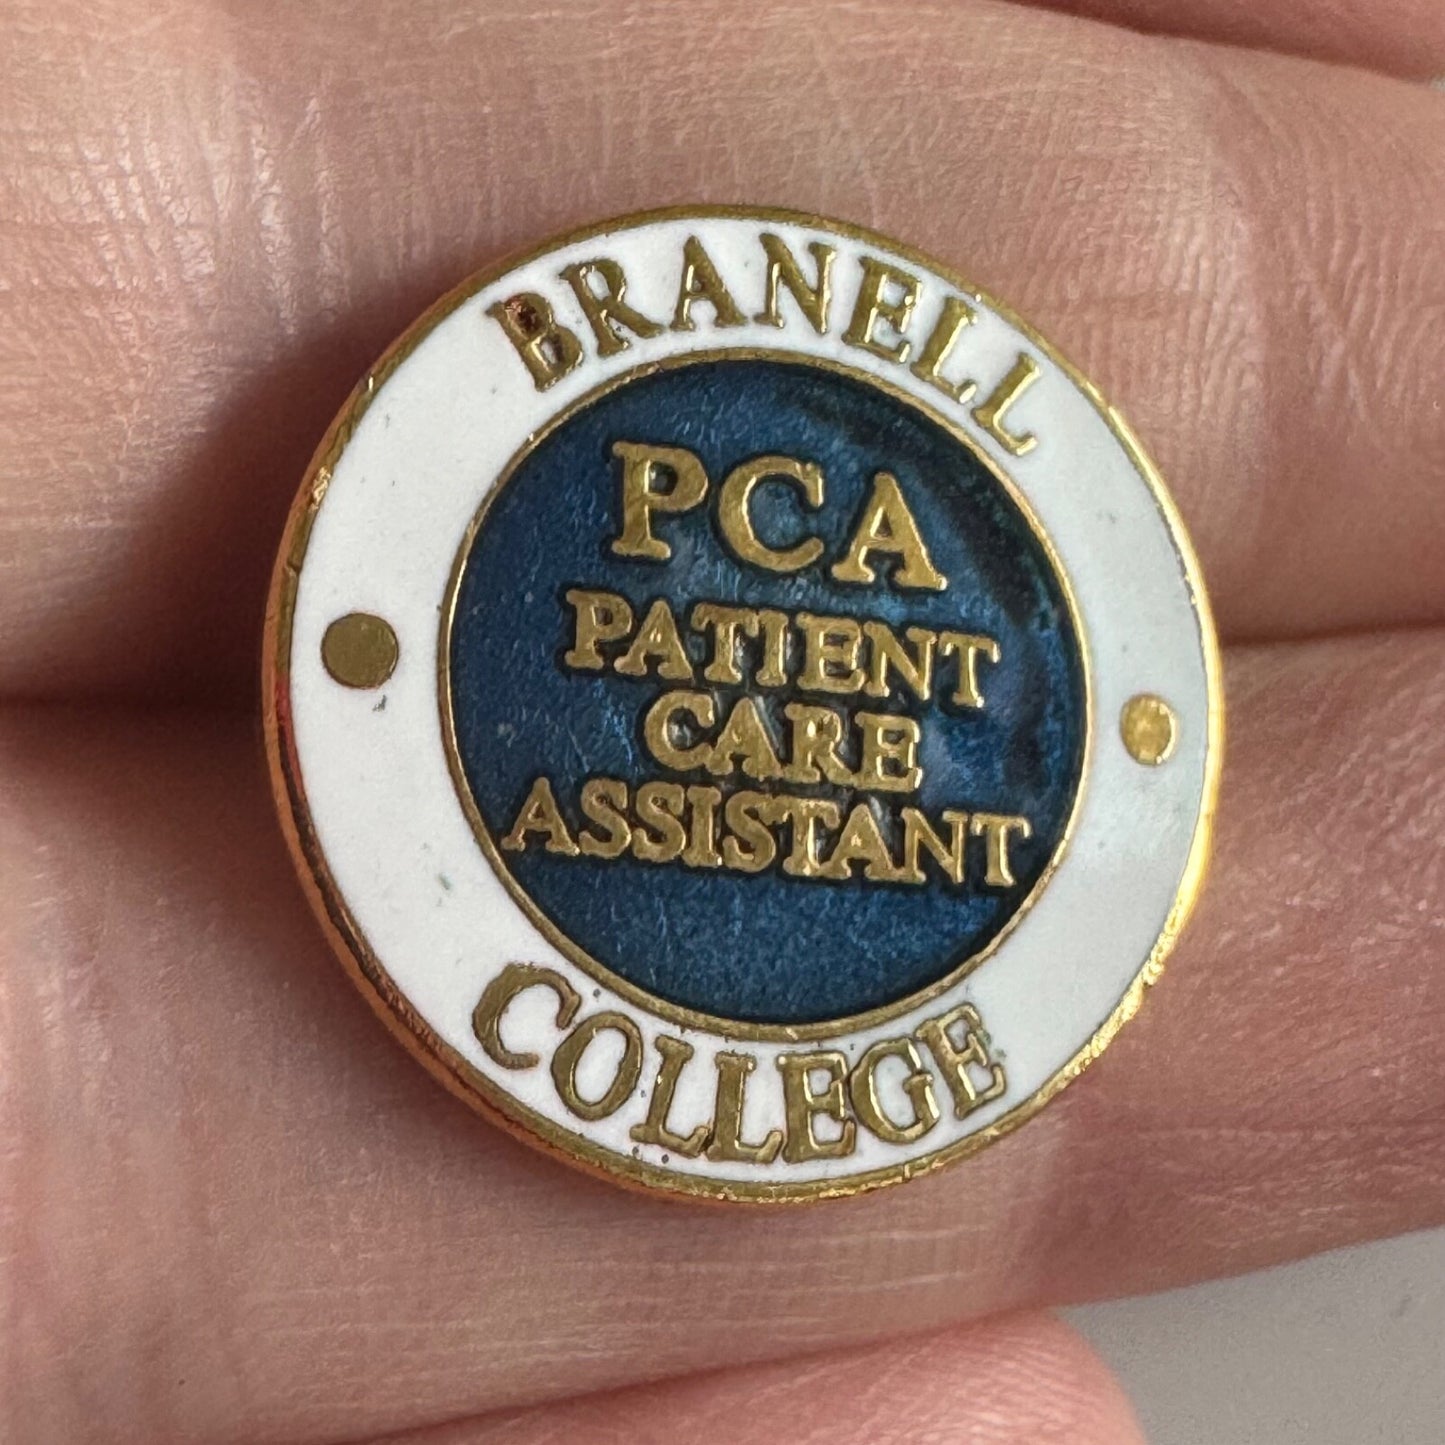 BRANELL
PCA
PATIENT
CARE
ASSISTANT
COLLEGE